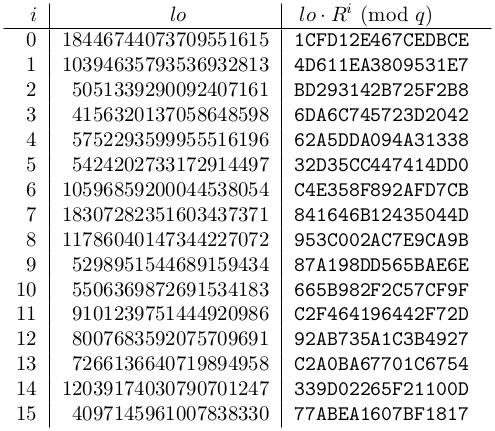 i lo lo · R^i (mod q)
0 18446744073709551615 1CFD12E467CEDBCE
1 10394635793536932813 4D611EA3809531E7
2 5051339290092407161 BD293142B725F2B8
3 4156320137058648598 6DA6C745723D2042
4 5752293599955516196 62A5DDA094A31338
5 5424202733172914497 32D35CC447414DD0
6 10596859200044538054 C4E358F892AFD7CB
7 18307282351603437371 841646B12435044D
8 11786040147344227072 953C002AC7E9CA9B
9 5298951544689159434 87A198DD565BAE6E
10 5506369872691534183 665B982F2C57CF9F
11 9101239751444920986 C2F464196442F72D
12 8007683592075709691 92AB735A1C3B4927
13 7266136640719894958 C2A0BA67701C6754
14 12039174030790701247 339D02265F21100D
15 4097145961007838330 77ABEA1607BF1817